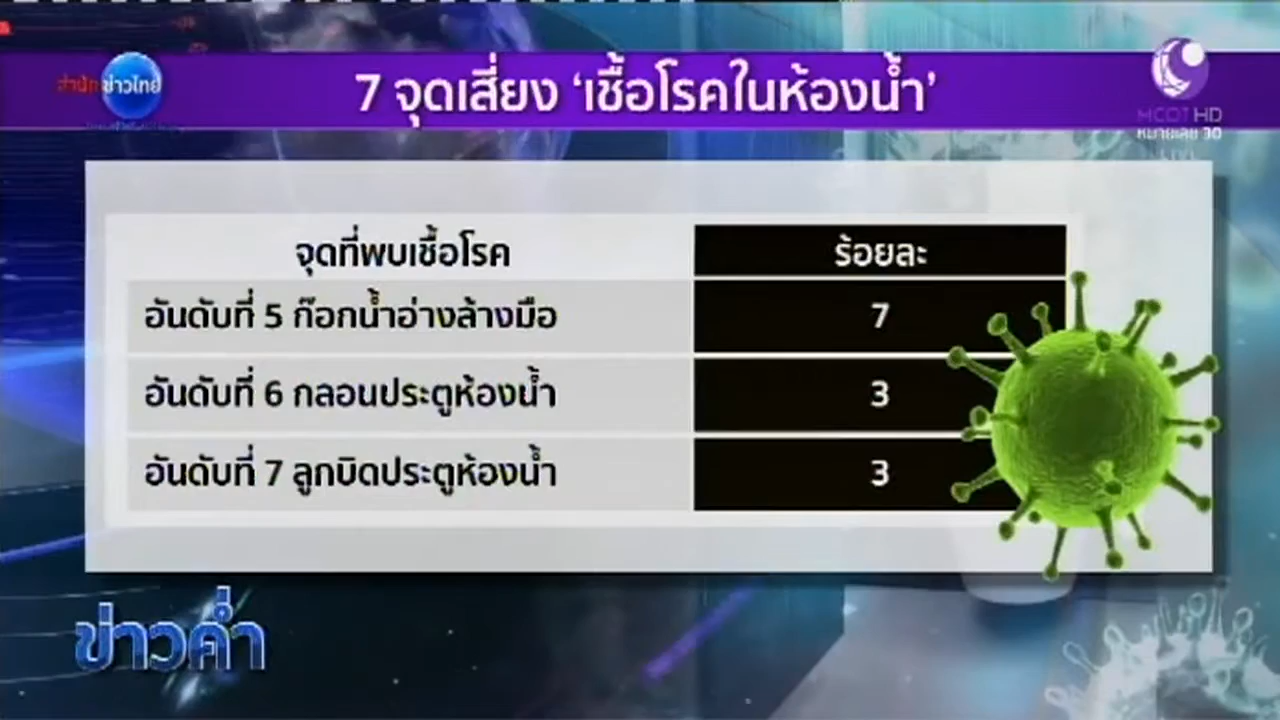 7 จุดเสี่ยง ‘เชื้อโรคในห้องน้ำ’
สำนักข่าวไทย
MCOT HD
หมายเลข 30
จุดที่พบเชื้อโรค ร้อยละ
อันดับที่ 5 ก๊อกน้ำอ่างล้างมือ 7
อันดับที่ 6 กลอนประตูห้องน้ำ 3
อันดับที่ 7 ลูกบิดประตูห้องน้ำ 3
ข่าวค่ำ